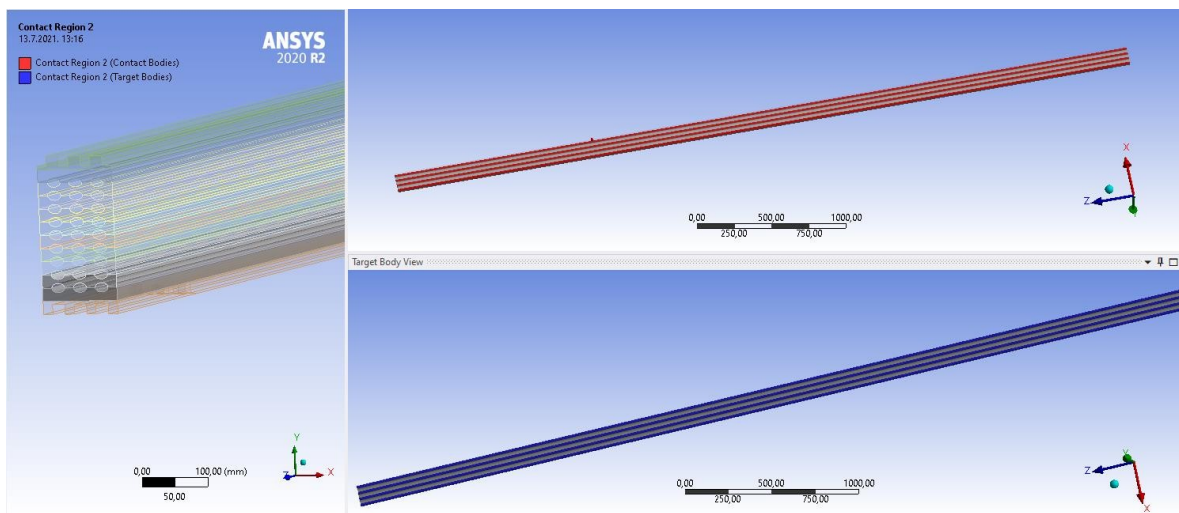 Contact Region 2
13.7.2021. 13:16
Contact Region 2 (Contact Bodies)
Contact Region 2 (Target Bodies)
ANSYS
2020 R2
Y
Z
X
0,00 100,00 (mm)
50,00
X
Z
Y
0,00 500,00 1000,00
250,00 750,00
Target Body View
Y
Z
X
0,00 500,00 1000,00
250,00 750,00